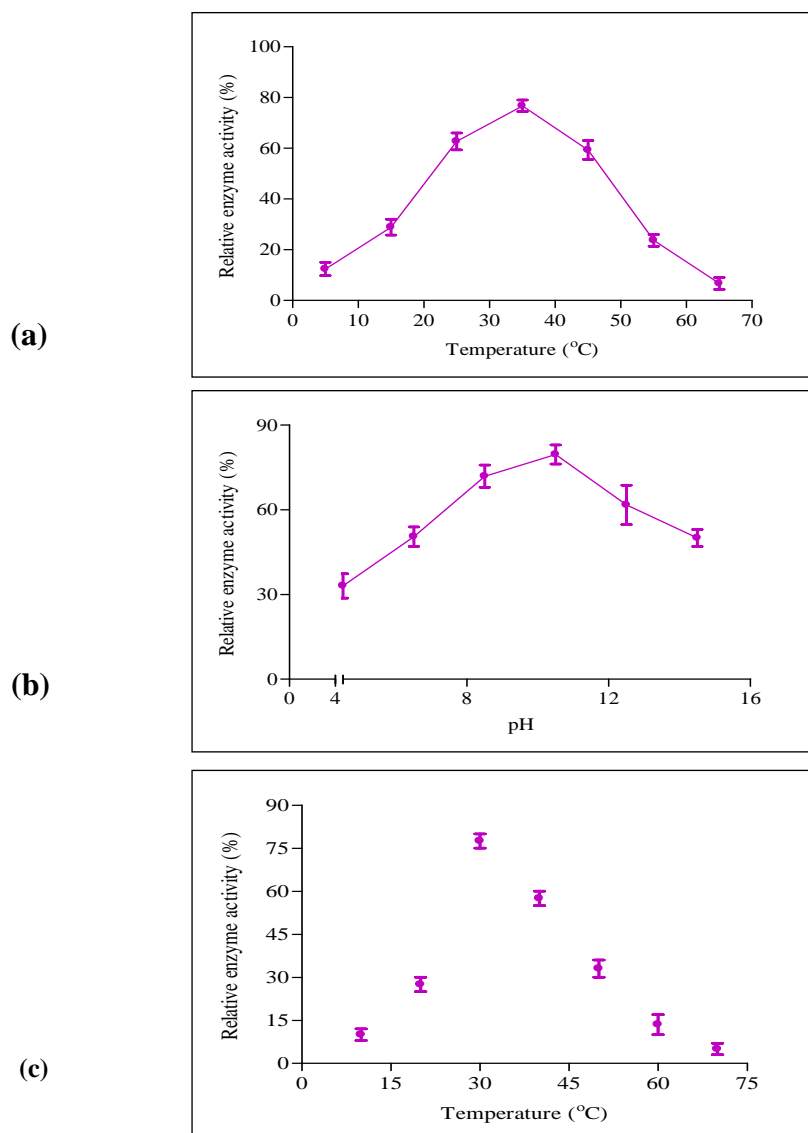 (a)
Relative enzyme activity (%)
100
80
60
40
20
0
0 10 20 30 40 50 60 70
Temperature (°C)
(b)
Relative enzyme activity (%)
90
60
30
0
0 4 8 12 16
pH
(c)
Relative enzyme activity (%)
90
75
60
45
30
15
0
0 15 30 45 60 75
Temperature (°C)